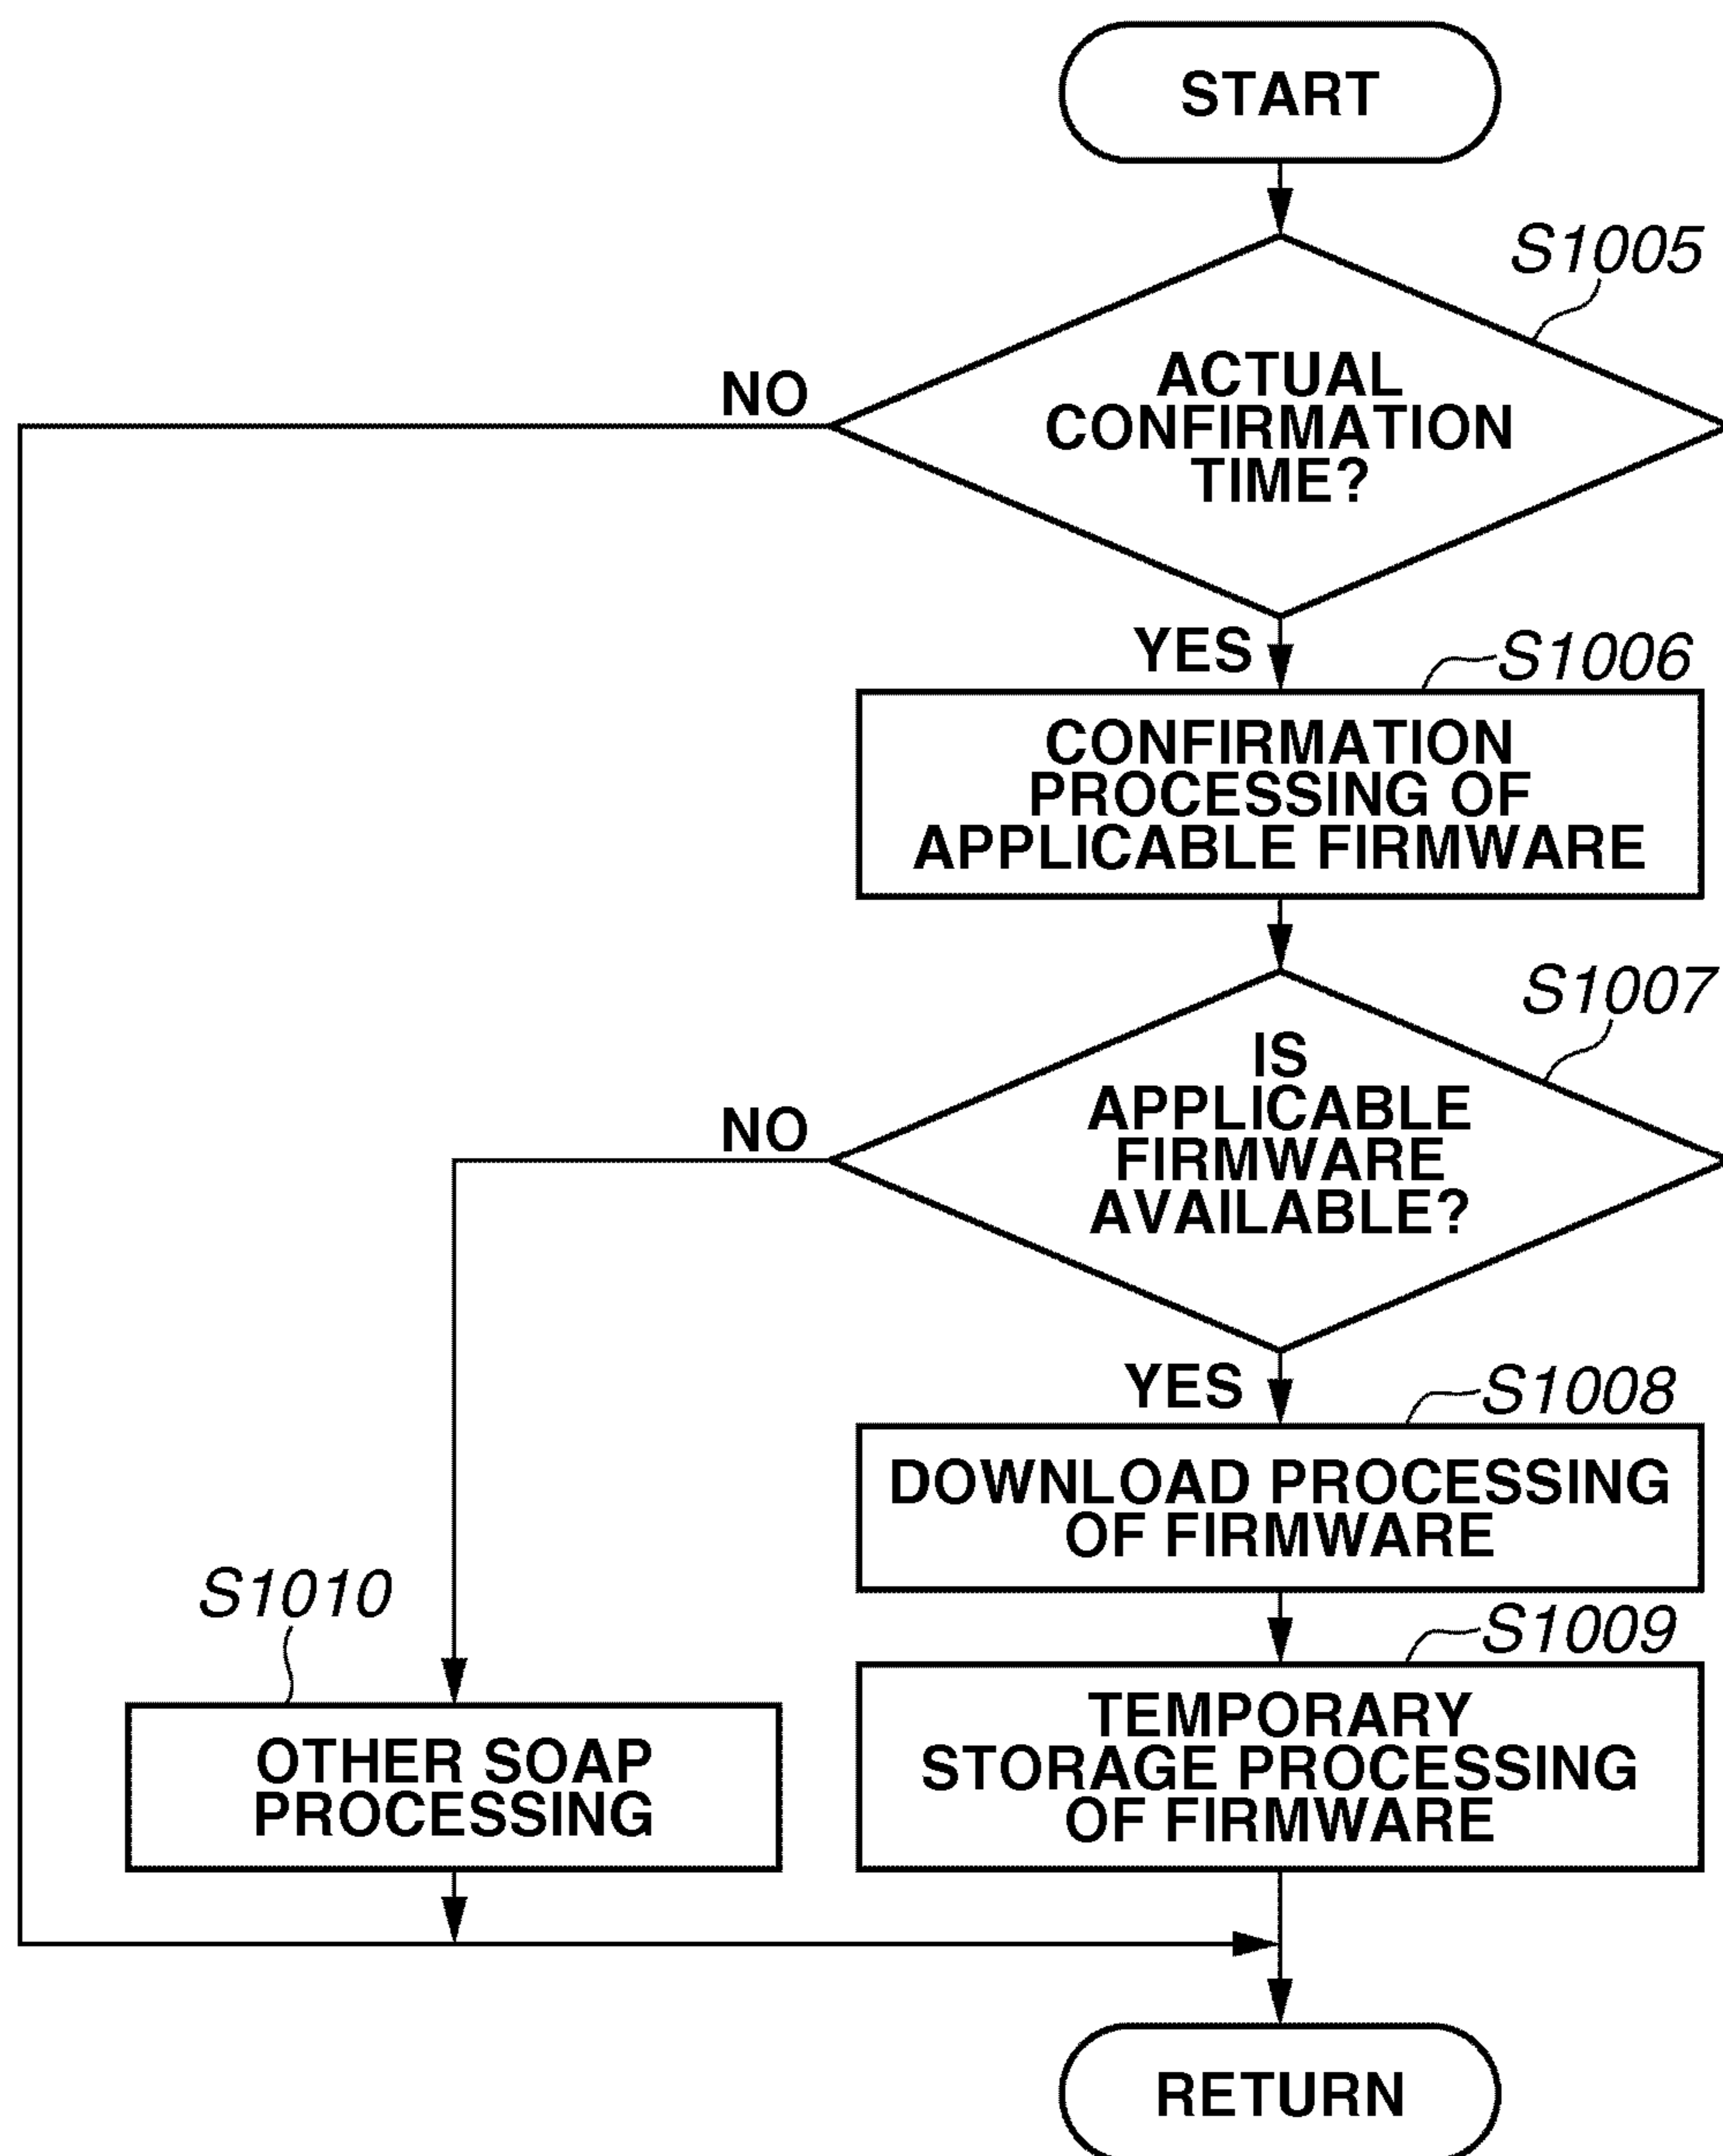 START
S1005
ACTUAL
CONFIRMATION
TIME?
NO
YES
S1006
CONFIRMATION
PROCESSING OF
APPLICABLE FIRMWARE
S1007
IS
APPLICABLE
FIRMWARE
AVAILABLE?
NO
YES
S1008
DOWNLOAD PROCESSING
OF FIRMWARE
S1009
TEMPORARY
STORAGE PROCESSING
OF FIRMWARE
S1010
OTHER SOAP
PROCESSING
RETURN